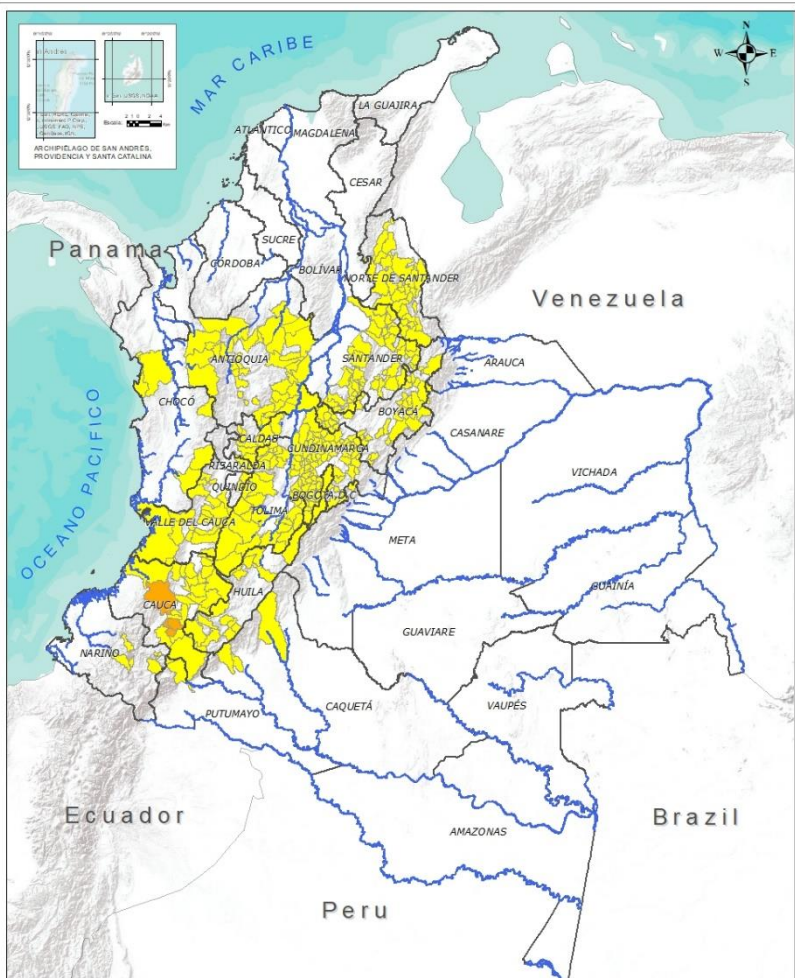 N
W E
S
MAR CARIBE
ARCHIPIÉLAGO DE SAN ANDRÉS,
PROVIDENCIA Y SANTA CATALINA
LA GUAJIRA
ATLÁNTICO
MAGDALENA
CESAR
SUCRE
Panama
CÓRDOBA
BOLÍVAR
NORTE DE SANTANDER
Venezuela
ANTIOQUIA
SANTANDER
ARAUCA
CHOCÓ
BOYACÁ
CASANARE
OCEANO PACIFICO
CALDAS
CUNDINAMARCA
RISARALDA
VICHADA
QUINDÍO
BOGOTÁ, D.C.
TOLIMA
VALLE DEL CAUCA
META
HUILA
GUAINÍA
CAUCA
GUAVIARE
NARIÑO
CAQUETÁ
VAUPÉS
PUTUMAYO
Ecuador
Brazil
AMAZONAS
Peru